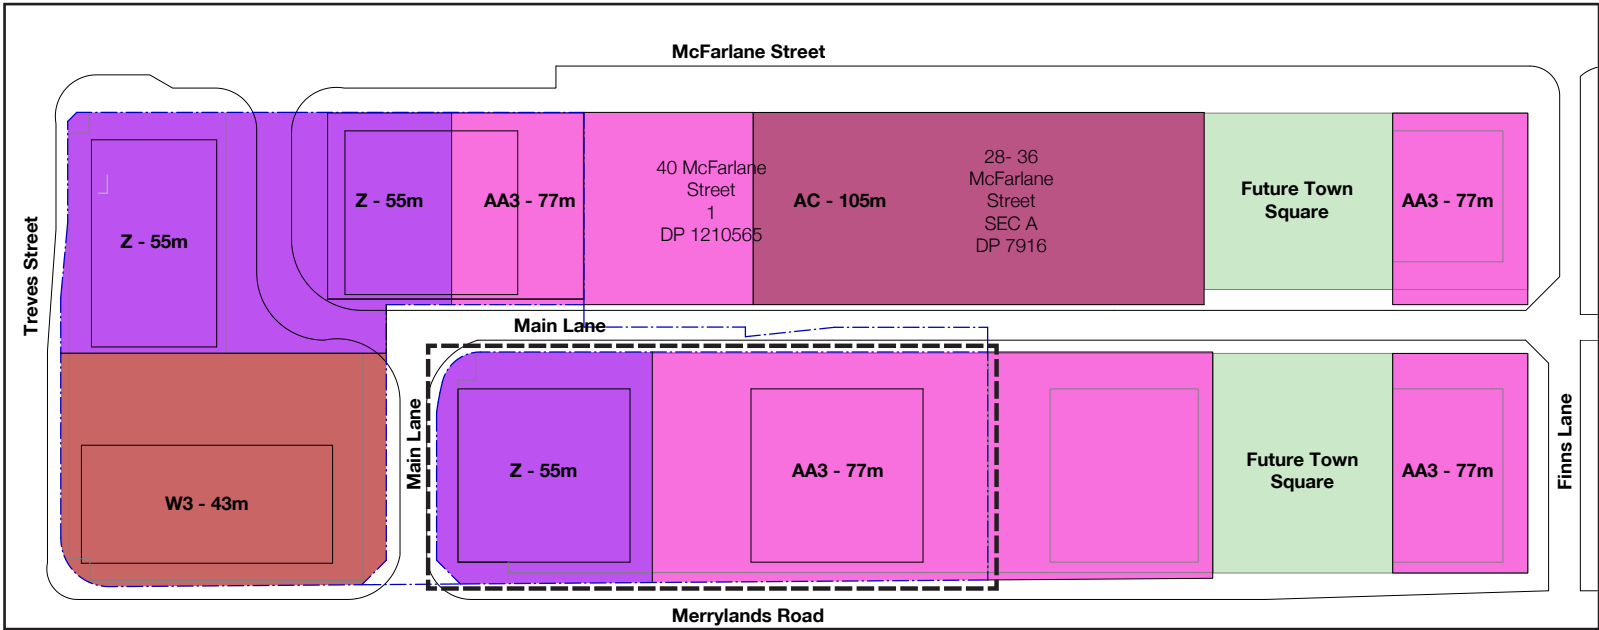 McFarlane Street
40 McFarlane
Street
1
DP 1210565
28- 36
McFarlane
Street
SEC A
DP 7916
Z - 55m
AA3 - 77m
AC - 105m
Future Town
Square
AA3 - 77m
Z - 55m
Treves Street
Main Lane
Main Lane
Z - 55m
AA3 - 77m
Future Town
Square
AA3 - 77m
Finns Lane
W3 - 43m
Merrylands Road